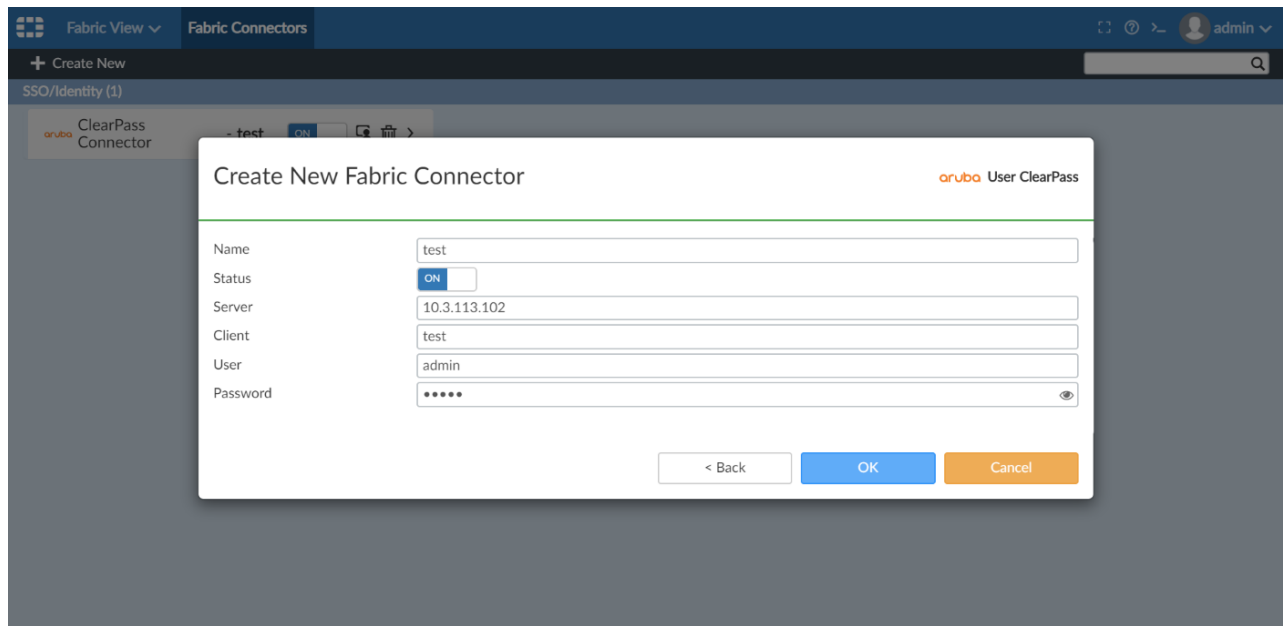 Fabric View Fabric Connectors admin
+ Create New
SSO/Identity (1)
aruba ClearPass Connector - test ON
Create New Fabric Connector aruba User ClearPass
Name test
Status ON
Server 10.3.113.102
Client test
User admin
Password •••••
< Back OK Cancel